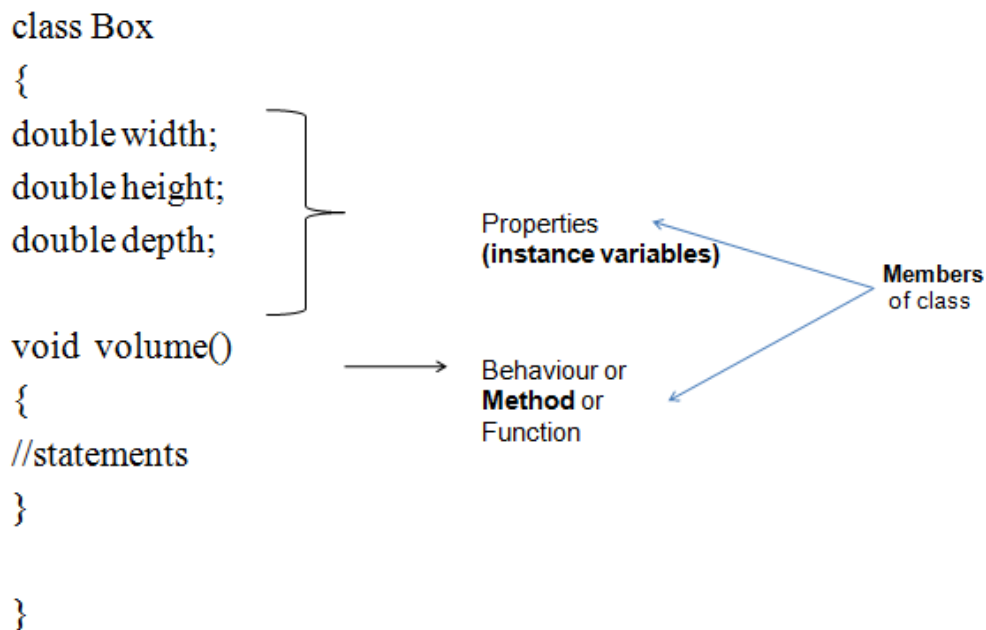 class Box
{
double width;
double height;
double depth;
Properties
(instance variables)
Members
of class
void volume()
{
//statements
}
Behaviour or
Method or
Function
}